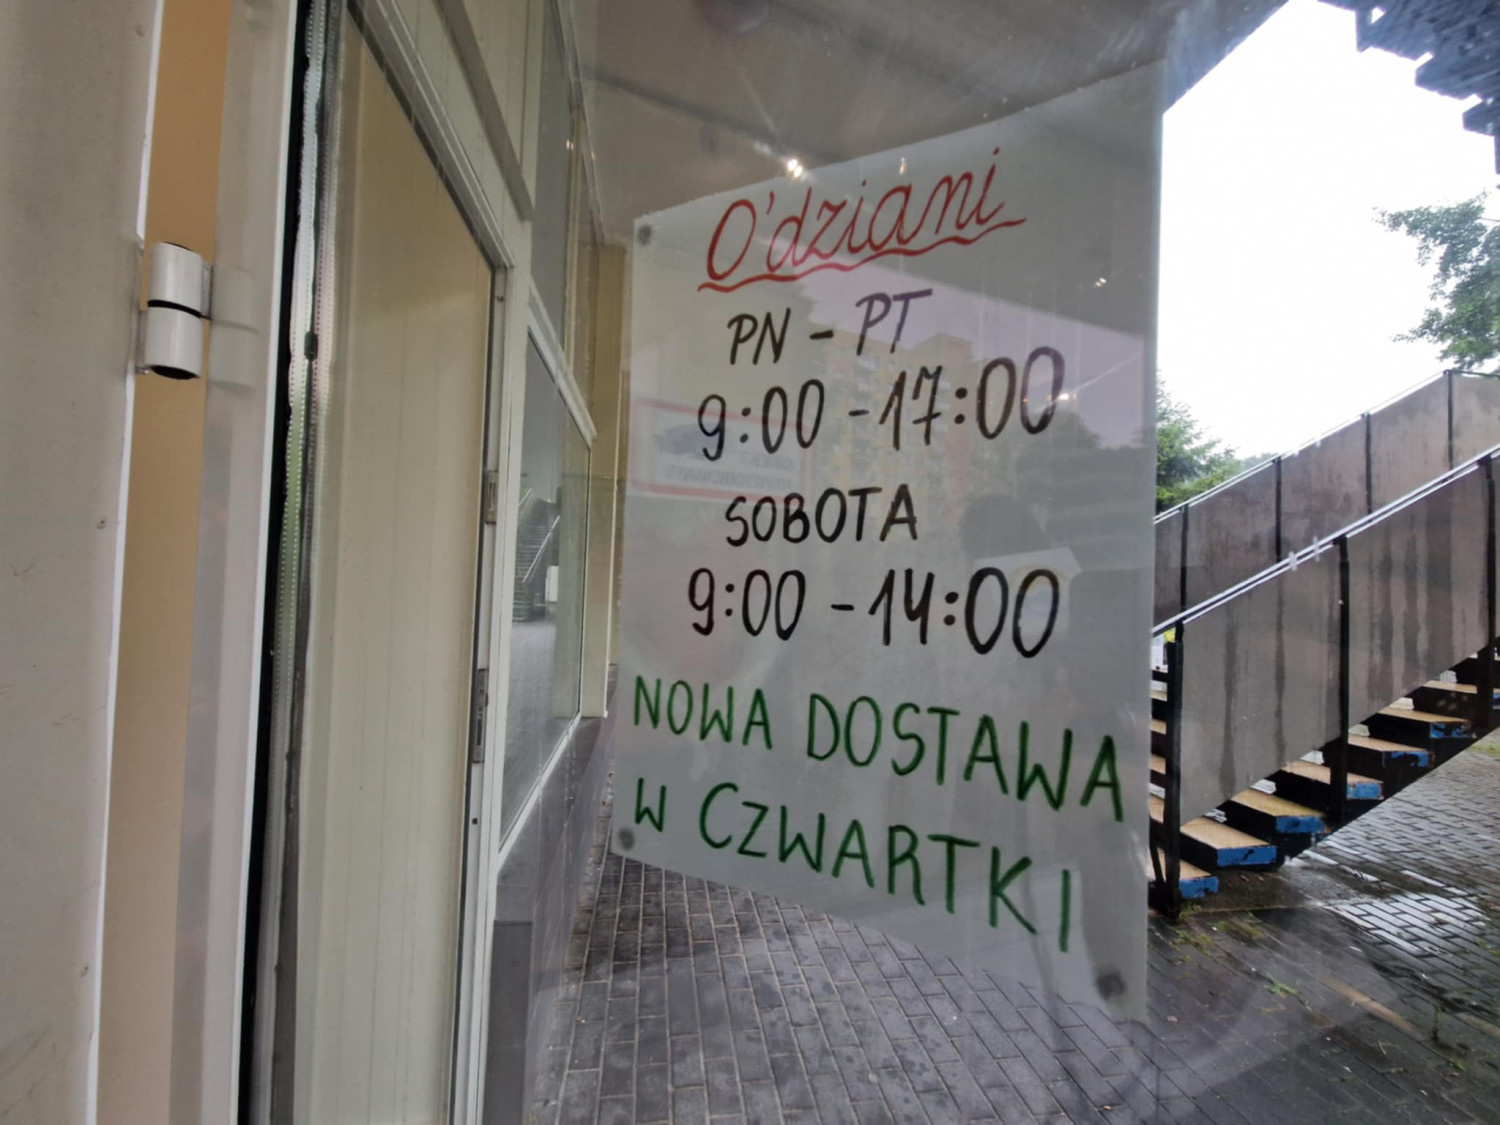 O'dziani
PN - PT
9:00 - 17:00
SOBOTA
9:00 - 14:00
NOWA DOSTAWA
W CZWARTKI